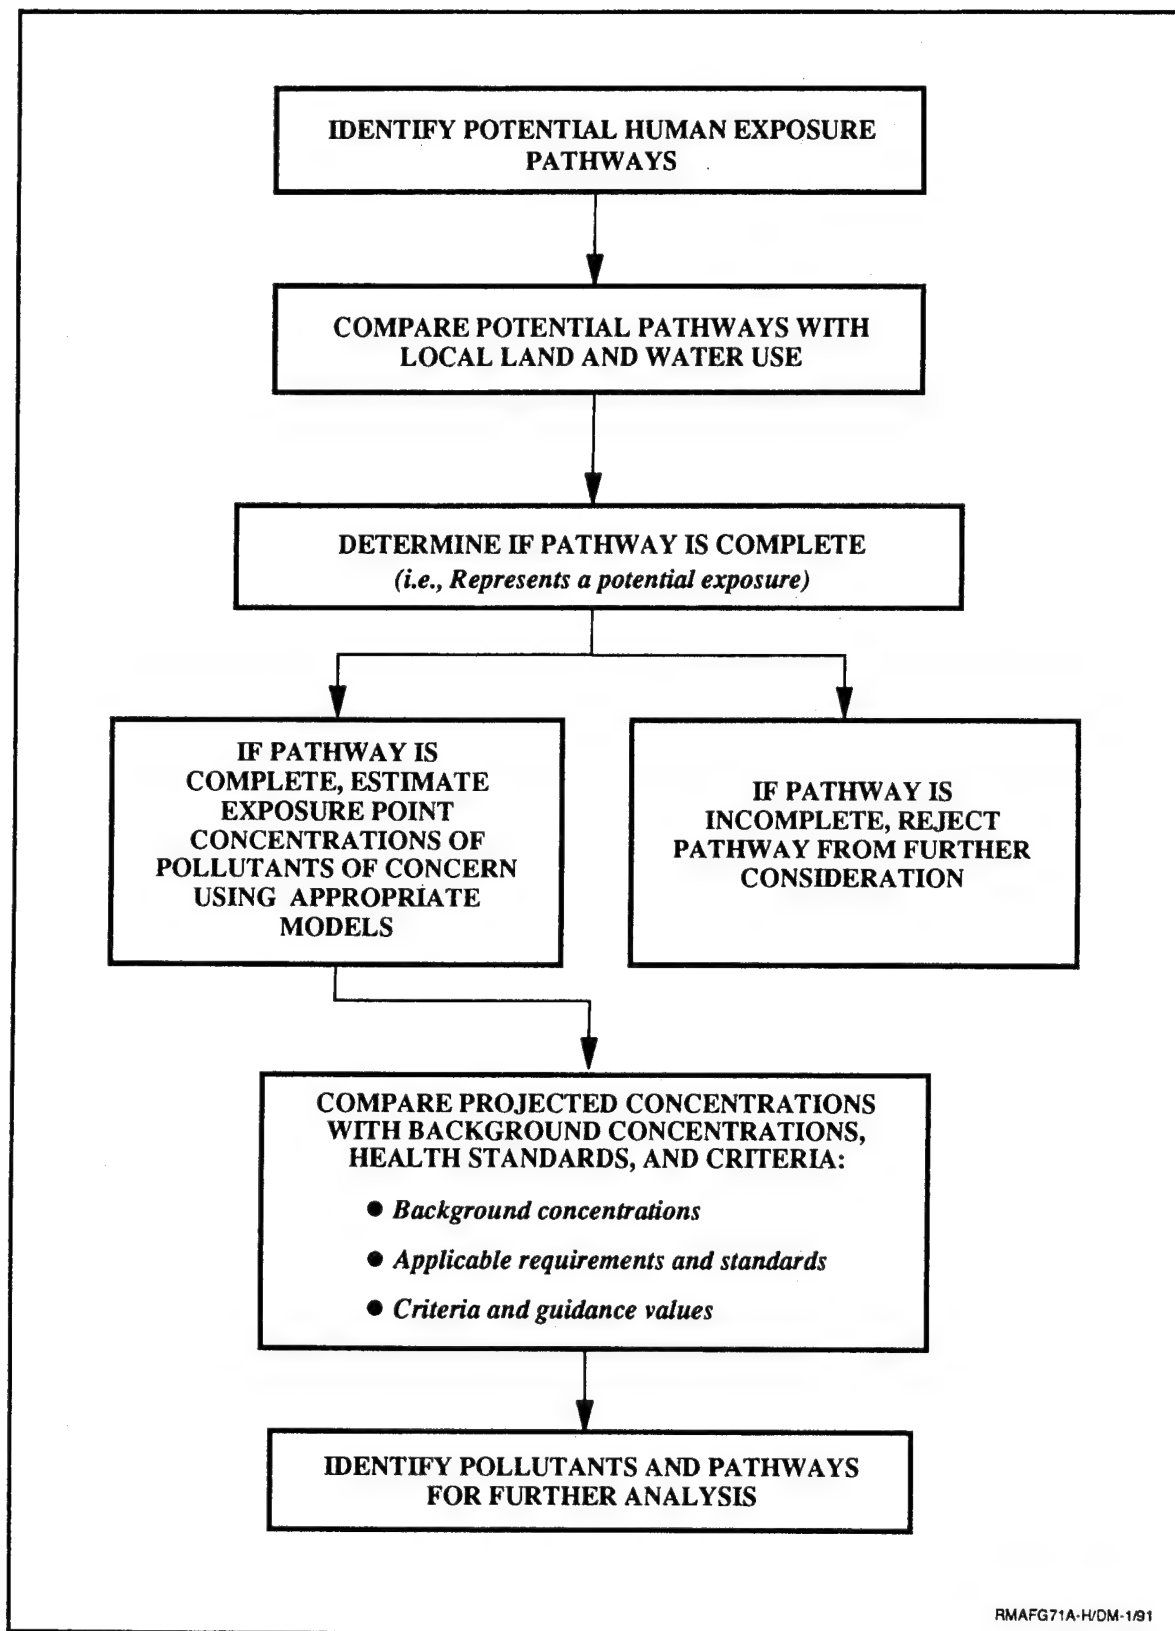 IDENTIFY POTENTIAL HUMAN EXPOSURE
PATHWAYS
COMPARE POTENTIAL PATHWAYS WITH
LOCAL LAND AND WATER USE
DETERMINE IF PATHWAY IS COMPLETE
(i.e., Represents a potential exposure)
IF PATHWAY IS
COMPLETE, ESTIMATE
EXPOSURE POINT
CONCENTRATIONS OF
POLLUTANTS OF CONCERN
USING APPROPRIATE
MODELS
IF PATHWAY IS
INCOMPLETE, REJECT
PATHWAY FROM FURTHER
CONSIDERATION
COMPARE PROJECTED CONCENTRATIONS
WITH BACKGROUND CONCENTRATIONS,
HEALTH STANDARDS, AND CRITERIA:
● Background concentrations
● Applicable requirements and standards
● Criteria and guidance values
IDENTIFY POLLUTANTS AND PATHWAYS
FOR FURTHER ANALYSIS
RMAFG71A-H/DM-1/91